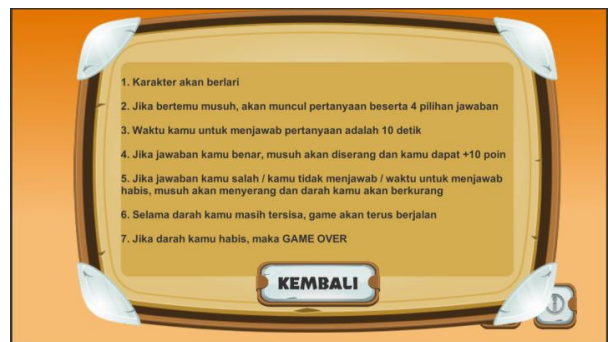 1. Karakter akan berlari
2. Jika bertemu musuh, akan muncul pertanyaan beserta 4 pilihan jawaban
3. Waktu kamu untuk menjawab pertanyaan adalah 10 detik
4. Jika jawaban kamu benar, musuh akan diserang dan kamu dapat +10 poin
5. Jika jawaban kamu salah / kamu tidak menjawab / waktu untuk menjawab
habis, musuh akan menyerang dan darah kamu akan berkurang
6. Selama darah kamu masih tersisa, game akan terus berjalan
7. Jika darah kamu habis, maka GAME OVER
KEMBALI